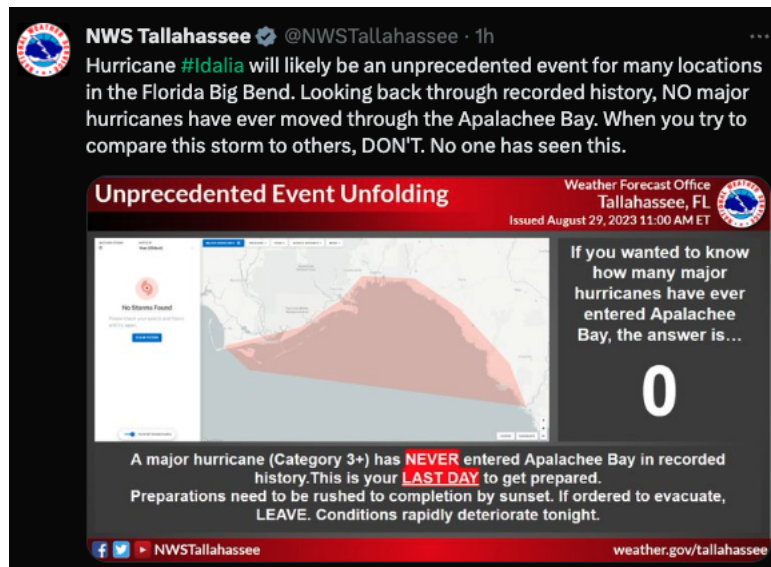 NWS Tallahassee @NWSTallahassee · 1h
Hurricane #Idalia will likely be an unprecedented event for many locations
in the Florida Big Bend. Looking back through recorded history, NO major
hurricanes have ever moved through the Apalachee Bay. When you try to
compare this storm to others, DON'T. No one has seen this.
Unprecedented Event Unfolding
Weather Forecast Office
Tallahassee, FL
Issued August 29, 2023 11:00 AM ET
No Storms Found
If you wanted to know
how many major
hurricanes have ever
entered Apalachee
Bay, the answer is...
0
A major hurricane (Category 3+) has NEVER entered Apalachee Bay in recorded
history.This is your LAST DAY to get prepared.
Preparations need to be rushed to completion by sunset. If ordered to evacuate,
LEAVE. Conditions rapidly deteriorate tonight.
NWSTallahassee
weather.gov/tallahassee